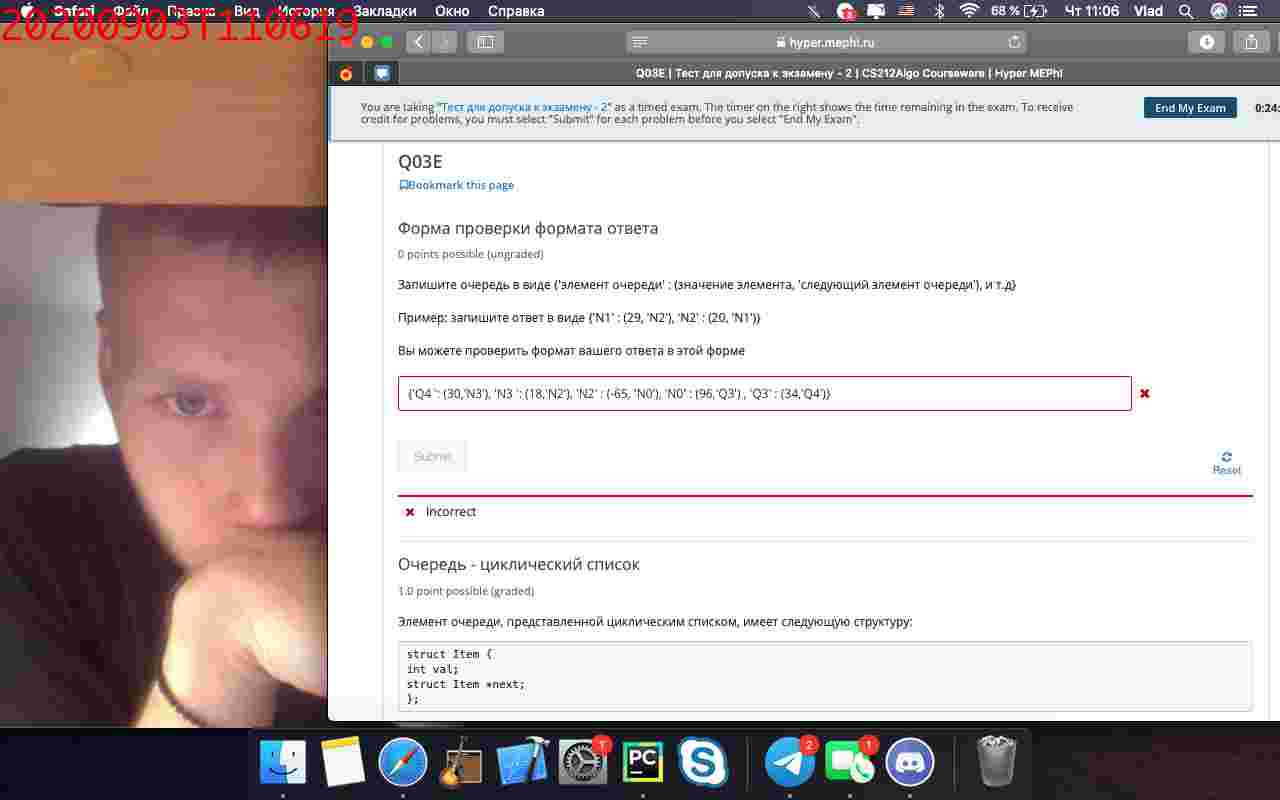 20200903T110619
Safari Файл Правка Вид История Закладки Окно Справка
68 % Чт 11:06 Vlad
hyper.mephi.ru
Q03E | Тест для допуска к экзамену - 2 | CS212Algo Courseware | Hyper MEPhI
You are taking "Тест для допуска к экзамену - 2" as a timed exam. The timer on the right shows the time remaining in the exam. To receive
credit for problems, you must select "Submit" for each problem before you select "End My Exam".
End My Exam
0:24:
Q03E
Bookmark this page
Форма проверки формата ответа
0 points possible (ungraded)
Запишите очередь в виде {'элемент очереди' : (значение элемента, 'следующий элемент очереди'), и т.д}
Пример: запишите ответ в виде {'N1' : (29, 'N2'), 'N2' : (20, 'N1')}
Вы можете проверить формат вашего ответа в этой форме
{'Q4 ': (30,'N3'), 'N3 ': (18,'N2'), 'N2' : (-65, 'N0'), 'N0' : (96,'Q3') , 'Q3' : (34,'Q4')}
Submit
Reset
Incorrect
Очередь - циклический список
1.0 point possible (graded)
Элемент очереди, представленной циклическим списком, имеет следующую структуру:
struct Item {
int val;
struct Item *next;
};
1
PC
2
1